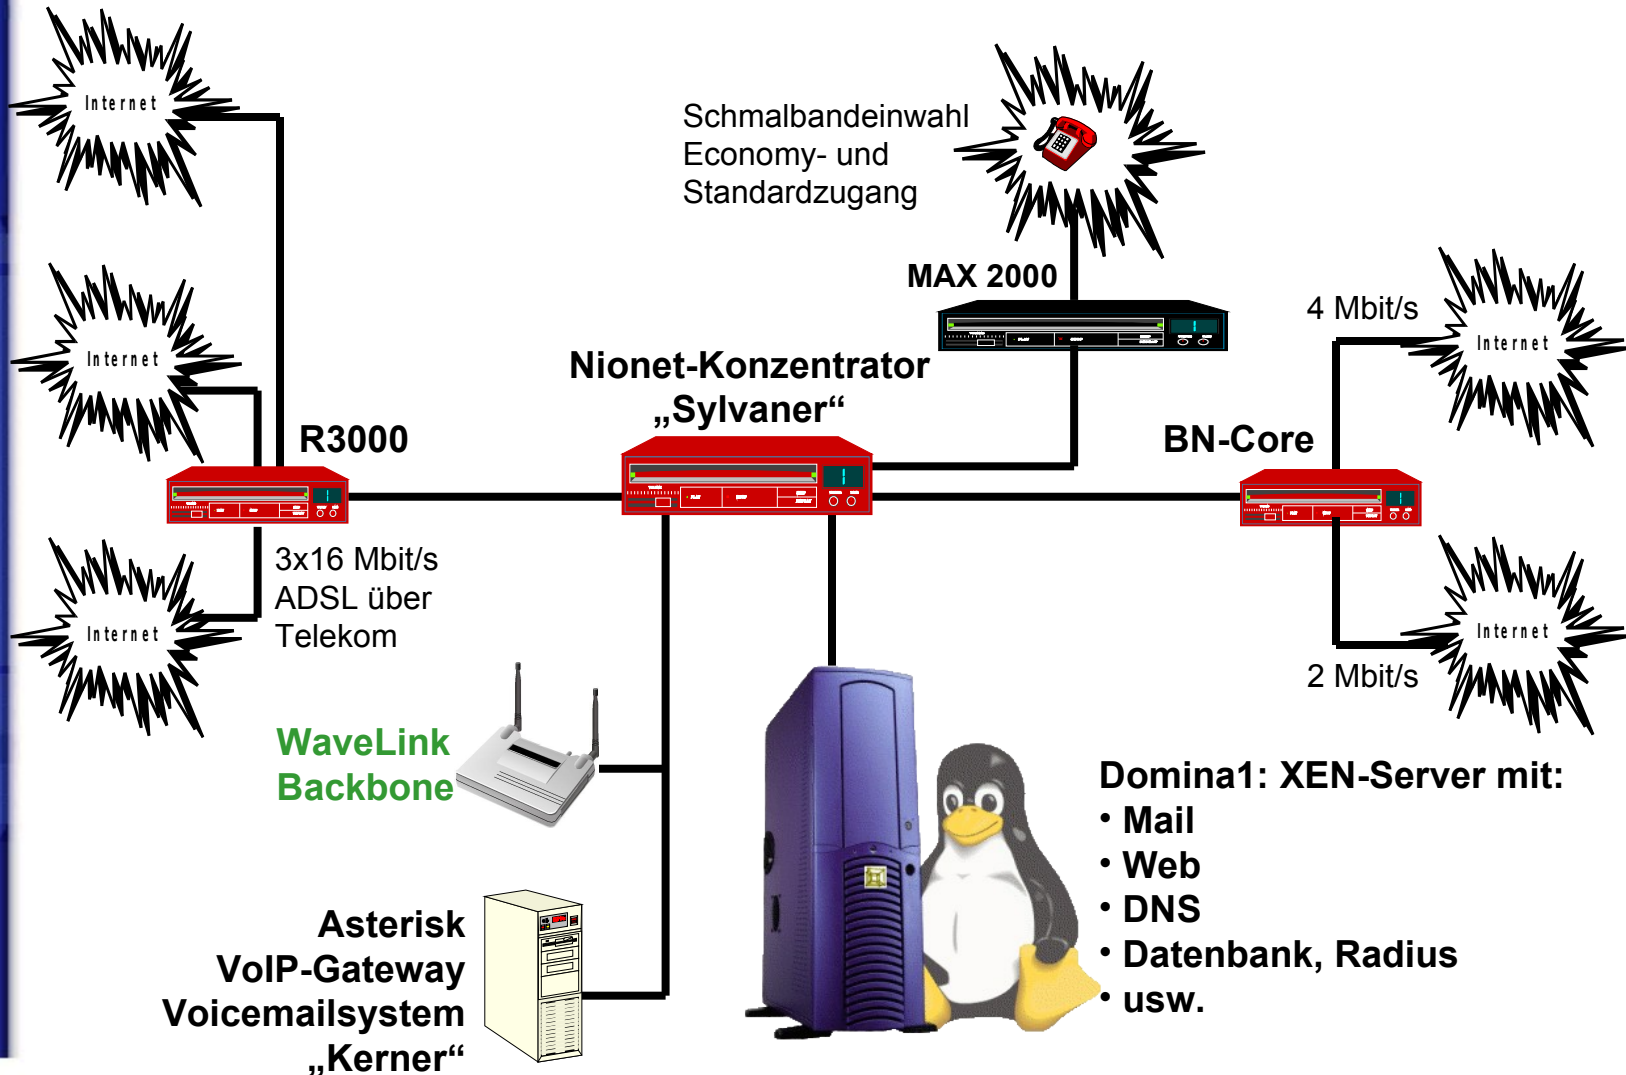 Internet
Schmalbandeinwahl
Economy- und
Standardzugang
MAX 2000
4 Mbit/s
Internet
Internet
Nionet-Konzentrator
„Sylvaner“
R3000
BN-Core
3x16 Mbit/s
ADSL über
Telekom
Internet
Internet
2 Mbit/s
WaveLink
Backbone
Domina1: XEN-Server mit:
• Mail
• Web
• DNS
• Datenbank, Radius
• usw.
Asterisk
VoIP-Gateway
Voicemailsystem
„Kerner“